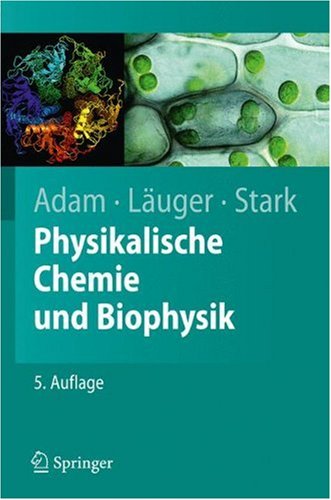 Adam · Läuger · Stark
Physikalische
Chemie
und Biophysik
5. Auflage
Springer